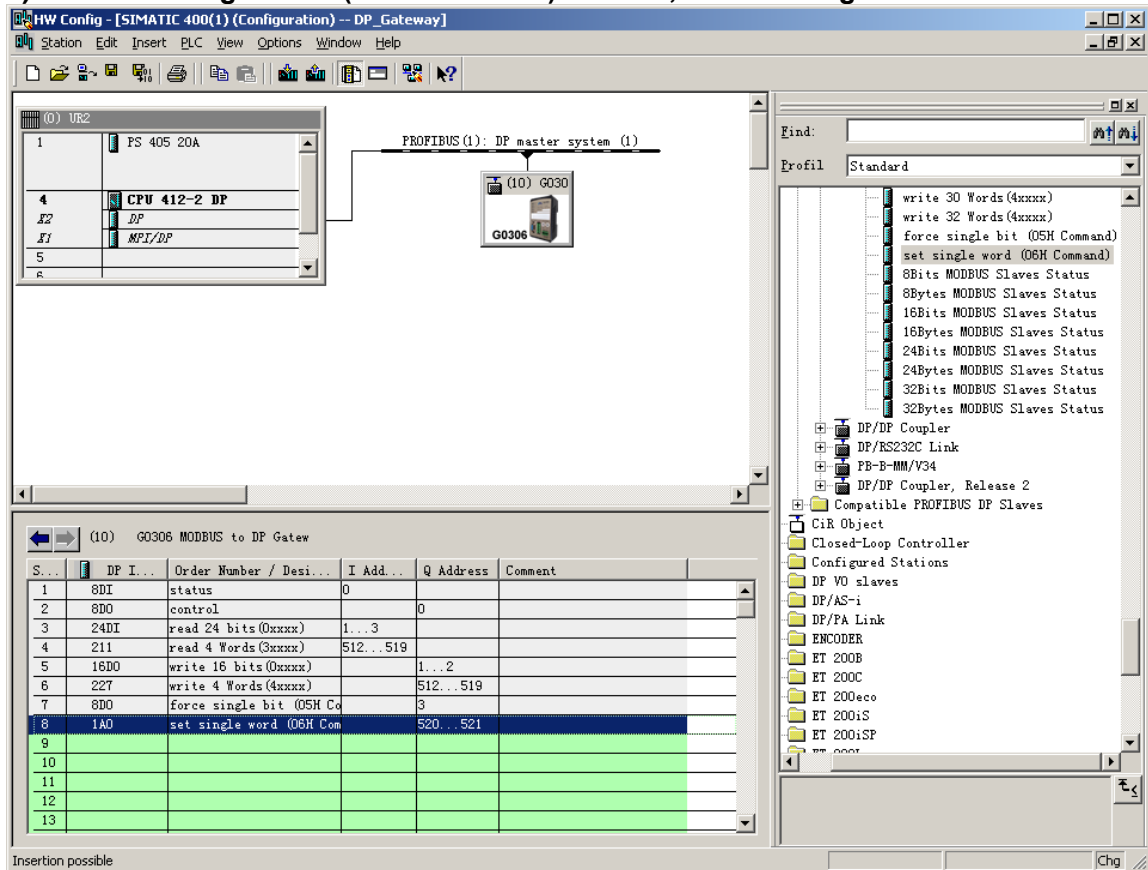 HW Config - [SIMATIC 400(1) (Configuration) -- DP_Gateway]
Station Edit Insert PLC View Options Window Help
(0) UR2
1 PS 405 20A
4 CPU 412-2 DP
X2 DP
X1 MPI/DP
5
6
PROFIBUS(1): DP master system (1)
(10) G030
G0306
Find:
Profil Standard
write 30 Words(4xxxx)
write 32 Words(4xxxx)
force single bit (05H Command)
set single word (06H Command)
8Bits MODBUS Slaves Status
8Bytes MODBUS Slaves Status
16Bits MODBUS Slaves Status
16Bytes MODBUS Slaves Status
24Bits MODBUS Slaves Status
24Bytes MODBUS Slaves Status
32Bits MODBUS Slaves Status
32Bytes MODBUS Slaves Status
DP/DP Coupler
DP/RS232C Link
PB-B-MM/V34
DP/DP Coupler, Release 2
Compatible PROFIBUS DP Slaves
CiR Object
Closed-Loop Controller
Configured Stations
DP V0 slaves
DP/AS-i
DP/PA Link
ENCODER
ET 200B
ET 200C
ET 200eco
ET 200iS
ET 200iSP
(10) G0306 MODBUS to DP Gatew
S... DP I... Order Number / Desi... I Add... Q Address Comment
1 8DI status 0
2 8DO control 0
3 24DI read 24 bits(0xxxx) 1...3
4 211 read 4 Words(3xxxx) 512...519
5 16DO write 16 bits(0xxxx) 1...2
6 227 write 4 Words(4xxxx) 512...519
7 8DO force single bit (05H Co 3
8 1AO set single word (06H Com 520...521
9
10
11
12
13
Insertion possible Chg